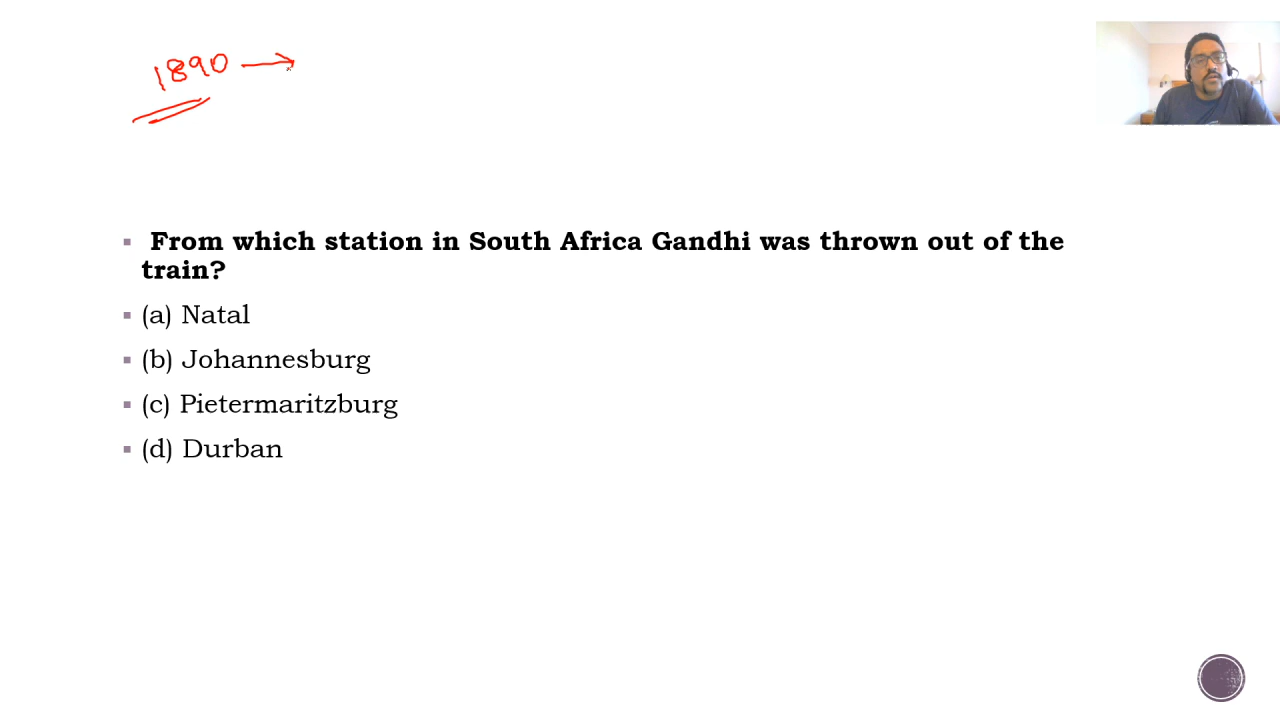 1890 →
From which station in South Africa Gandhi was thrown out of the
train?
(a) Natal
(b) Johannesburg
(c) Pietermaritzburg
(d) Durban